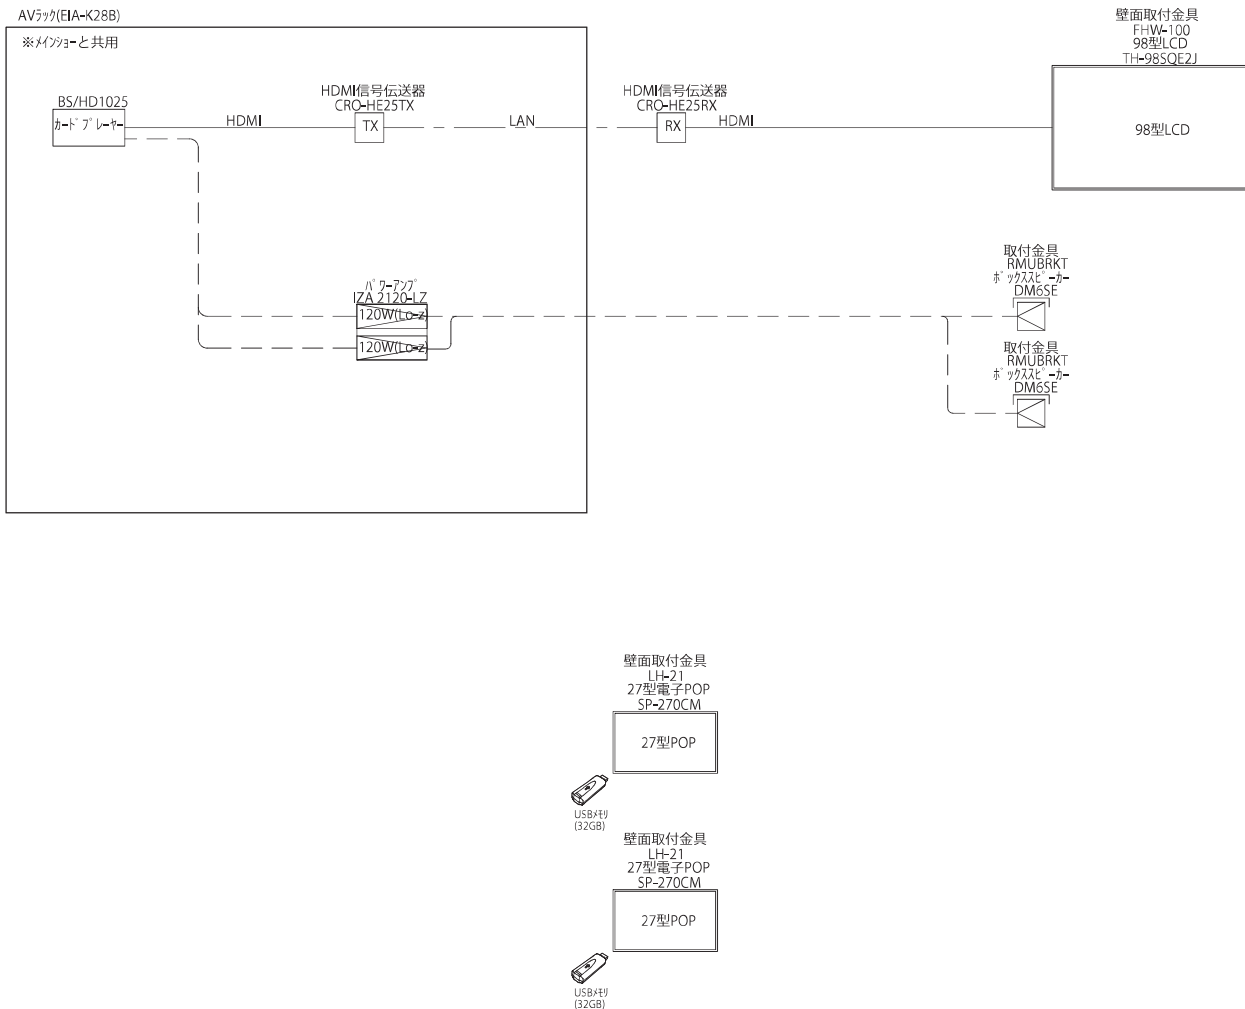 AVラック(EIA-K28B)
※メインショーと共用
BS/HD1025
カードプレーヤー
HDMI
HDMI信号伝送器
CRO-HE25TX
TX
LAN
HDMI信号伝送器
CRO-HE25RX
RX
HDMI
壁面取付金具
FHW-100
98型LCD
TH-98SQE2J
98型LCD
パワーアンプ
IZA 2120-LZ
120W(Lo-z)
120W(Lo-z)
取付金具
RMUBRKT
ボックススピーカー
DM6SE
取付金具
RMUBRKT
ボックススピーカー
DM6SE
壁面取付金具
LH-21
27型電子POP
SP-270CM
27型POP
USBメモリ
(32GB)
壁面取付金具
LH-21
27型電子POP
SP-270CM
27型POP
USBメモリ
(32GB)